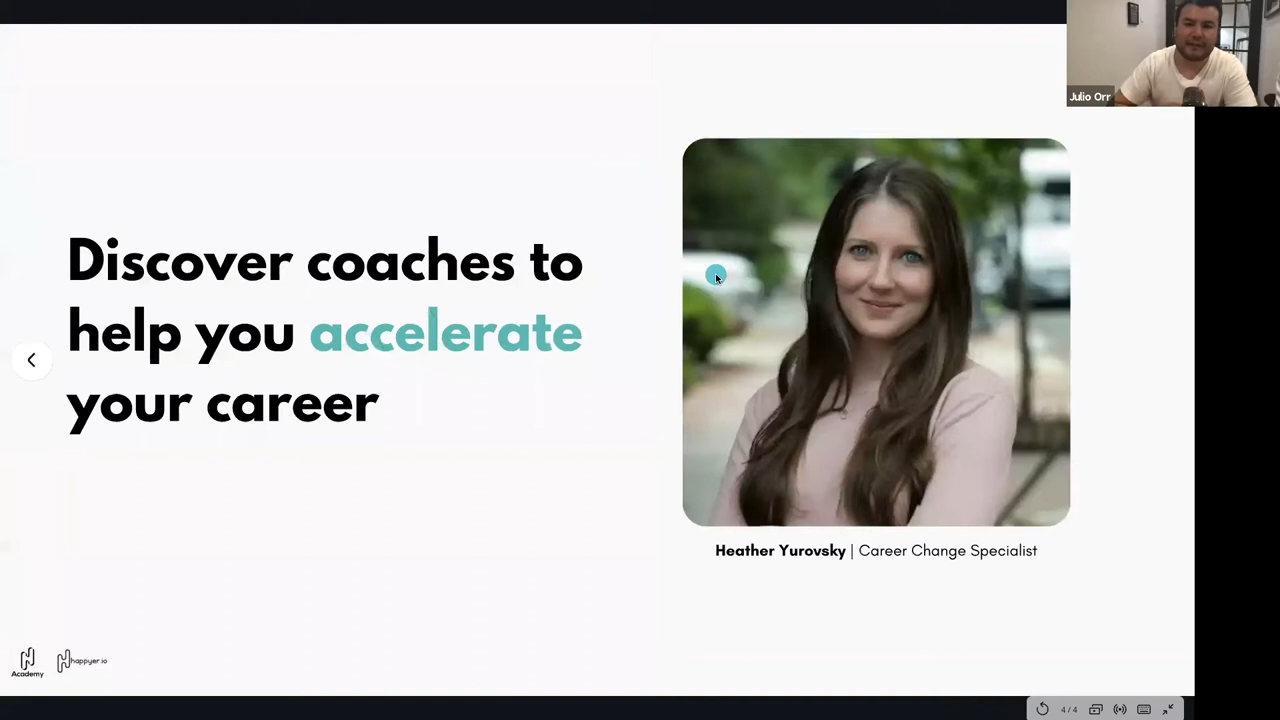 Julio Orr
Discover coaches to
help you accelerate
your career
Heather Yurovsky | Career Change Specialist
Academy
happyer.io
4 / 4